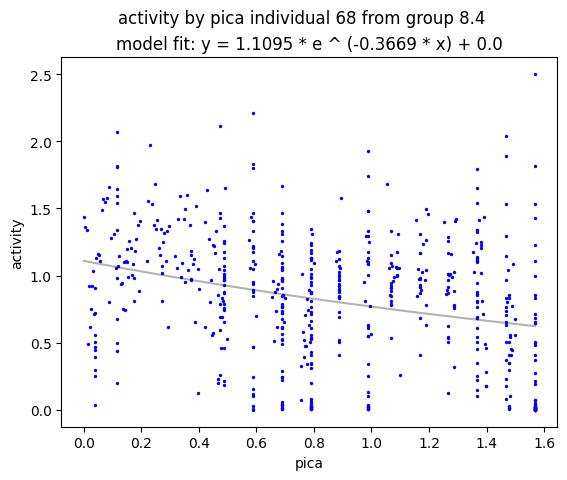 activity by pica individual 68 from group 8.4
model fit: y = 1.1095 * e ^ (-0.3669 * x) + 0.0
2.5
2.0
1.5
1.0
0.5
0.0
activity
0.0 0.2 0.4 0.6 0.8 1.0 1.2 1.4 1.6
pica